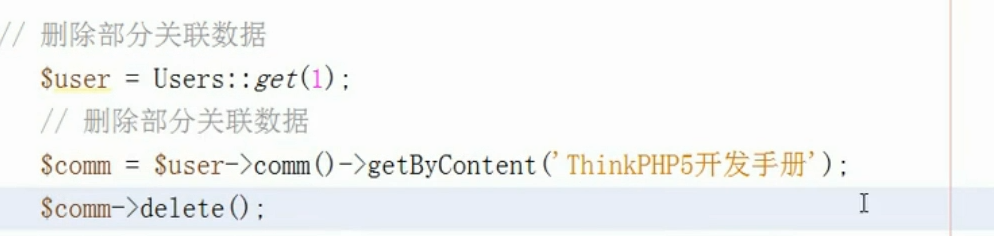 // 删除部分关联数据
$user = Users::get(1);
// 删除部分关联数据
$comm = $user->comm()->getByContent('ThinkPHP5开发手册');
$comm->delete();